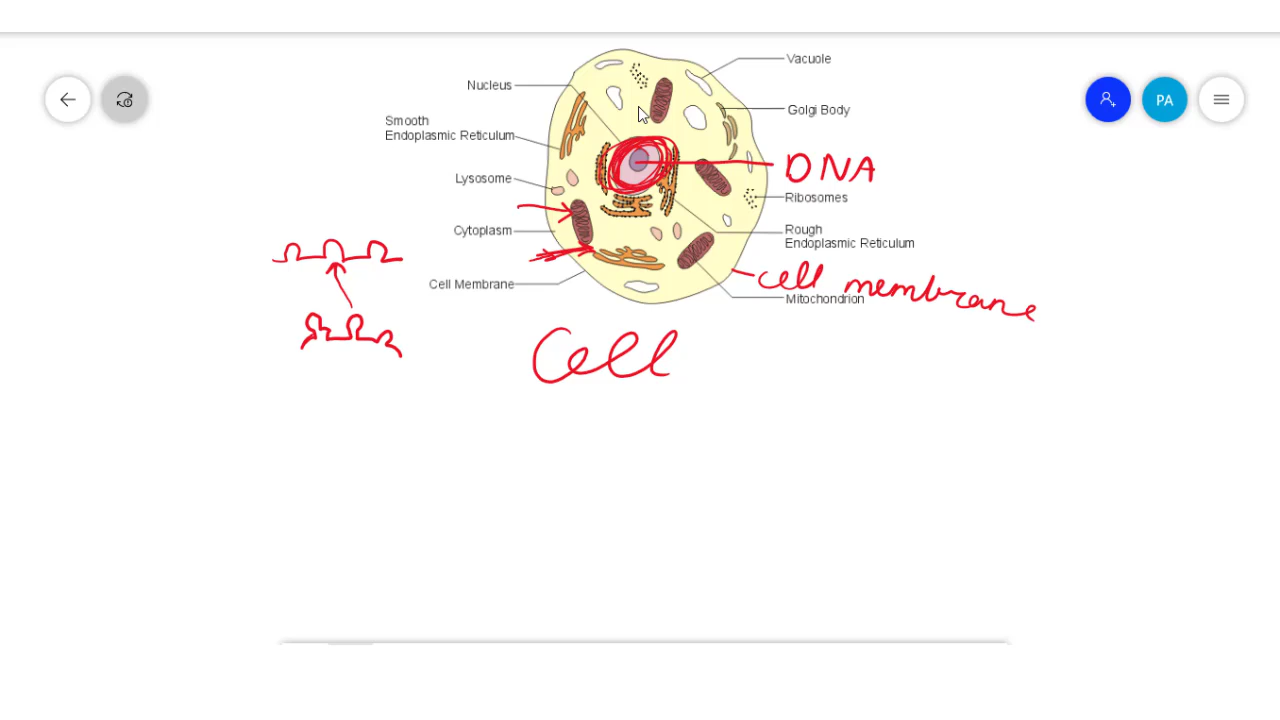 Vacuole
Nucleus
PA
Golgi Body
Smooth
Endoplasmic Reticulum
DNA
Lysosome
Ribosomes
Cytoplasm
Rough
Endoplasmic Reticulum
Cell Membrane
cell membrane
Mitochondrion
Cell